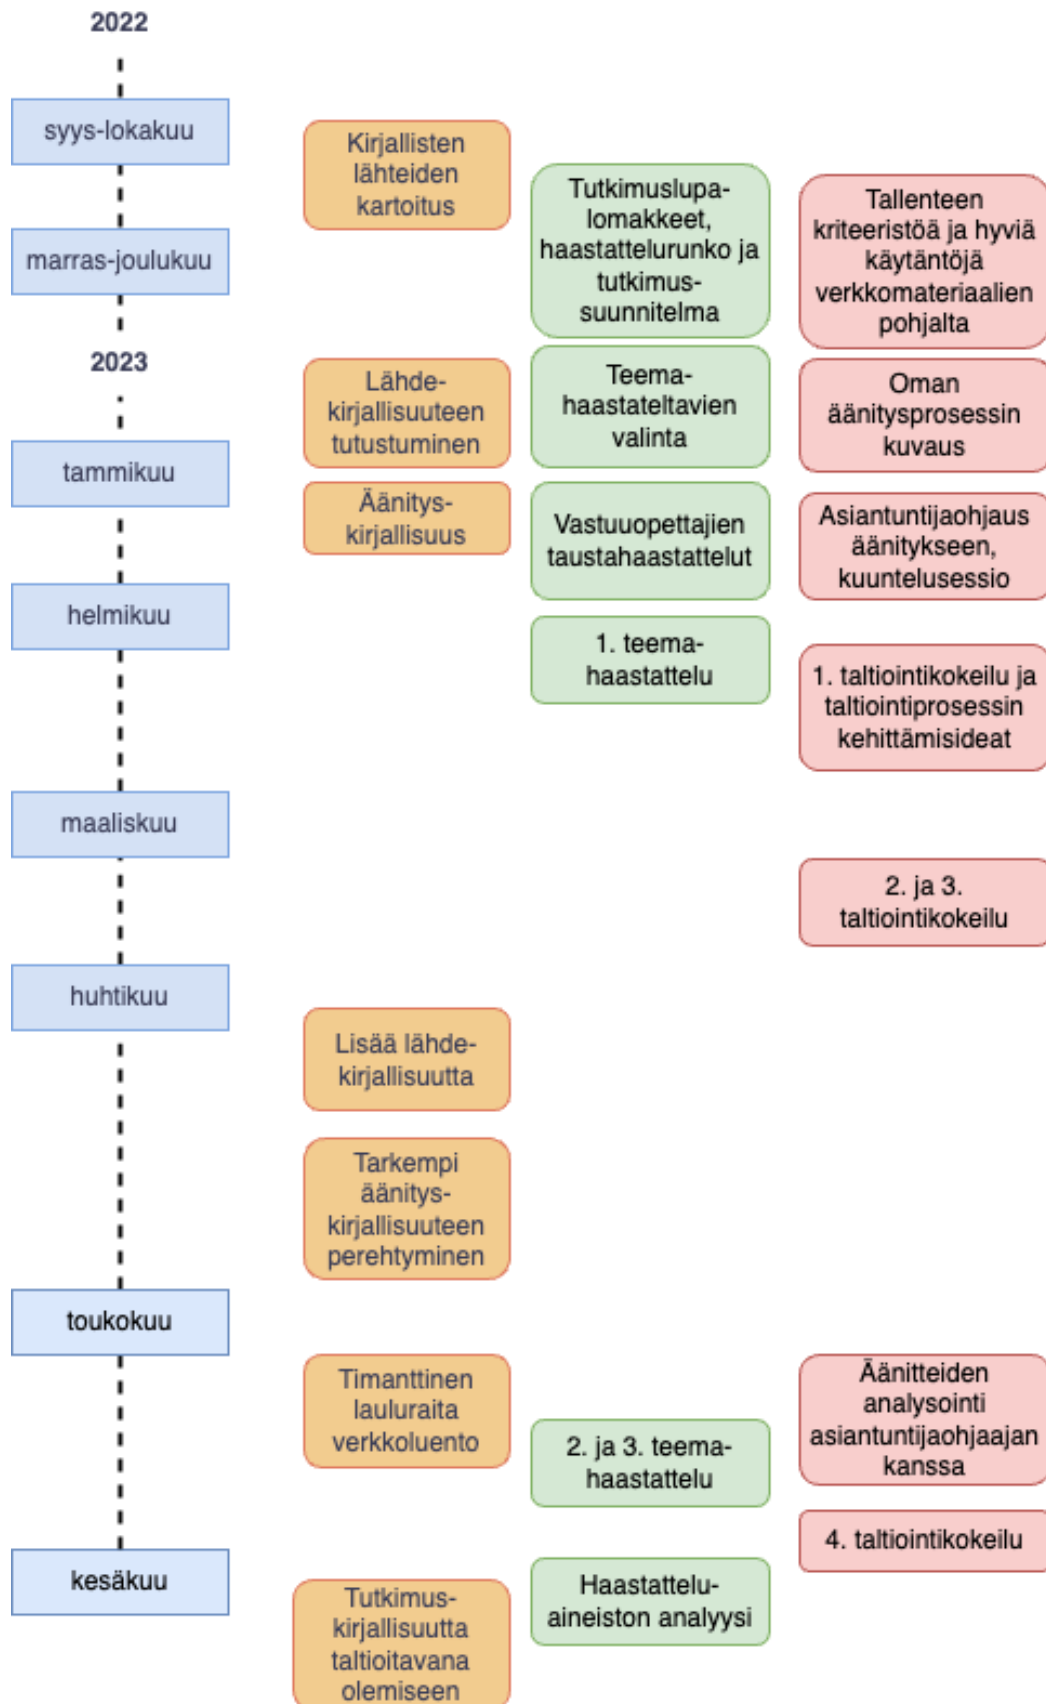 2022
syys-lokakuu
marras-joulukuu
2023
tammikuu
helmikuu
maaliskuu
huhtikuu
toukokuu
kesäkuu
Kirjallisten
lähteiden
kartoitus
Lähde-
kirjallisuuteen
tutustuminen
Äänitys-
kirjallisuus
Lisää lähde-
kirjallisuutta
Tarkempi
äänitys-
kirjallisuuteen
perehtyminen
Timanttinen
lauluraita
verkkoluento
Tutkimus-
kirjallisuutta
taltioitavana
olemiseen
Tutkimuslupa-
lomakkeet,
haastattelurunko ja
tutkimus-
suunnitelma
Teema-
haastateltavien
valinta
Vastuuopettajien
taustahaastattelut
1. teema-
haastattelu
2. ja 3. teema-
haastattelu
Haastattelu-
aineiston analyysi
Tallenteen
kriteeristöä ja hyviä
käytäntöjä
verkkomateriaalien
pohjalta
Oman
äänitysprosessin
kuvaus
Asiantuntijaohjaus
äänitykseen,
kuuntelusessio
1. taltiointikokeilu ja
taltiointiprosessin
kehittämisideat
2. ja 3.
taltiointikokeilu
Äänitteiden
analysointi
asiantuntijaohjaajan
kanssa
4. taltiointikokeilu